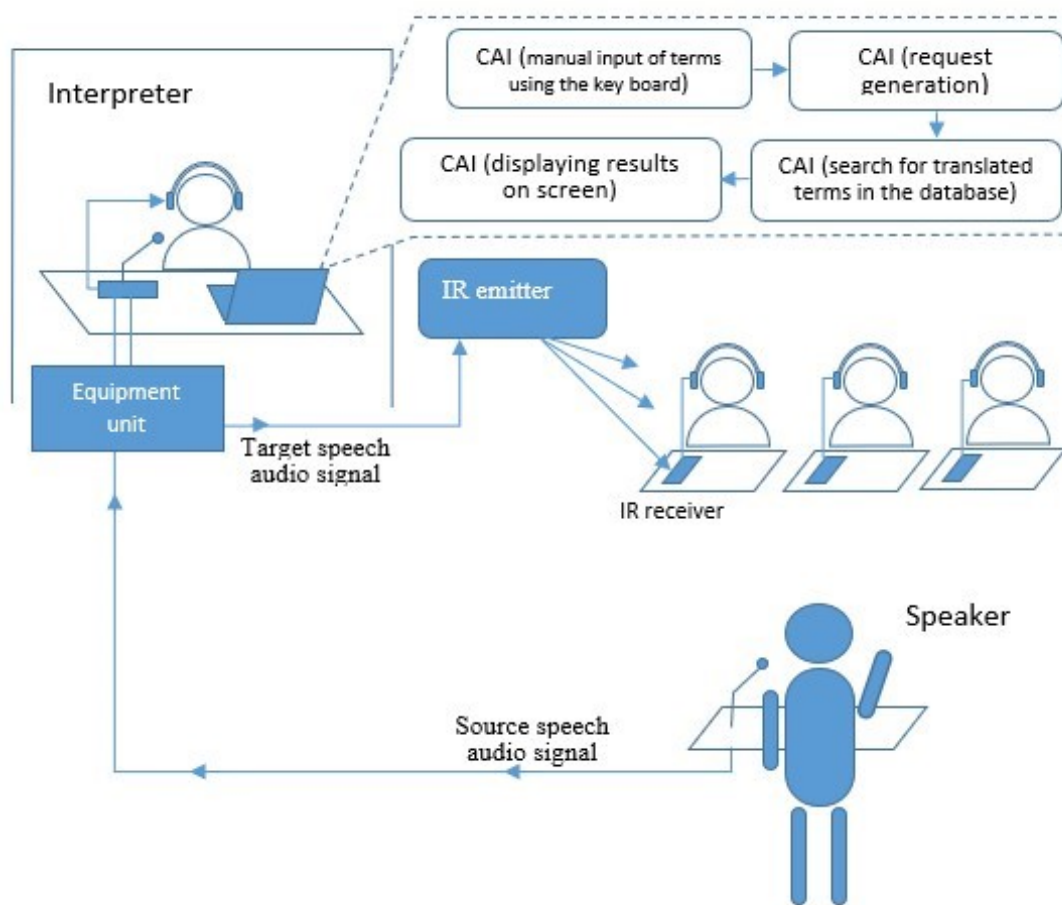 CAI (manual input of terms
using the key board)
CAI (request
generation)
CAI (search for translated
terms in the database)
CAI (displaying results
on screen)
Interpreter
IR emitter
Equipment
unit
Target speech
audio signal
IR receiver
Speaker
Source speech
audio signal